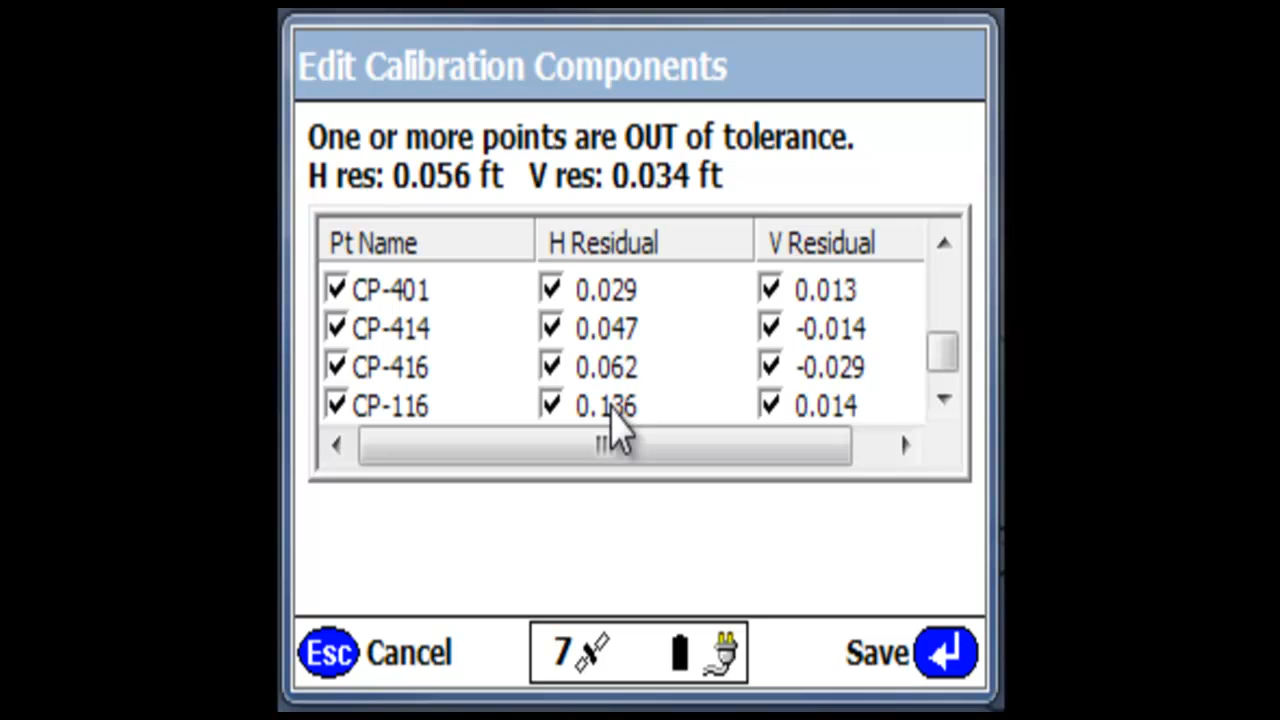 Edit Calibration Components
One or more points are OUT of tolerance.
H res: 0.056 ft V res: 0.034 ft
Pt Name H Residual V Residual
CP-401 0.029 0.013
CP-414 0.047 -0.014
CP-416 0.062 -0.029
CP-116 0.136 0.014
Esc Cancel 7 Save